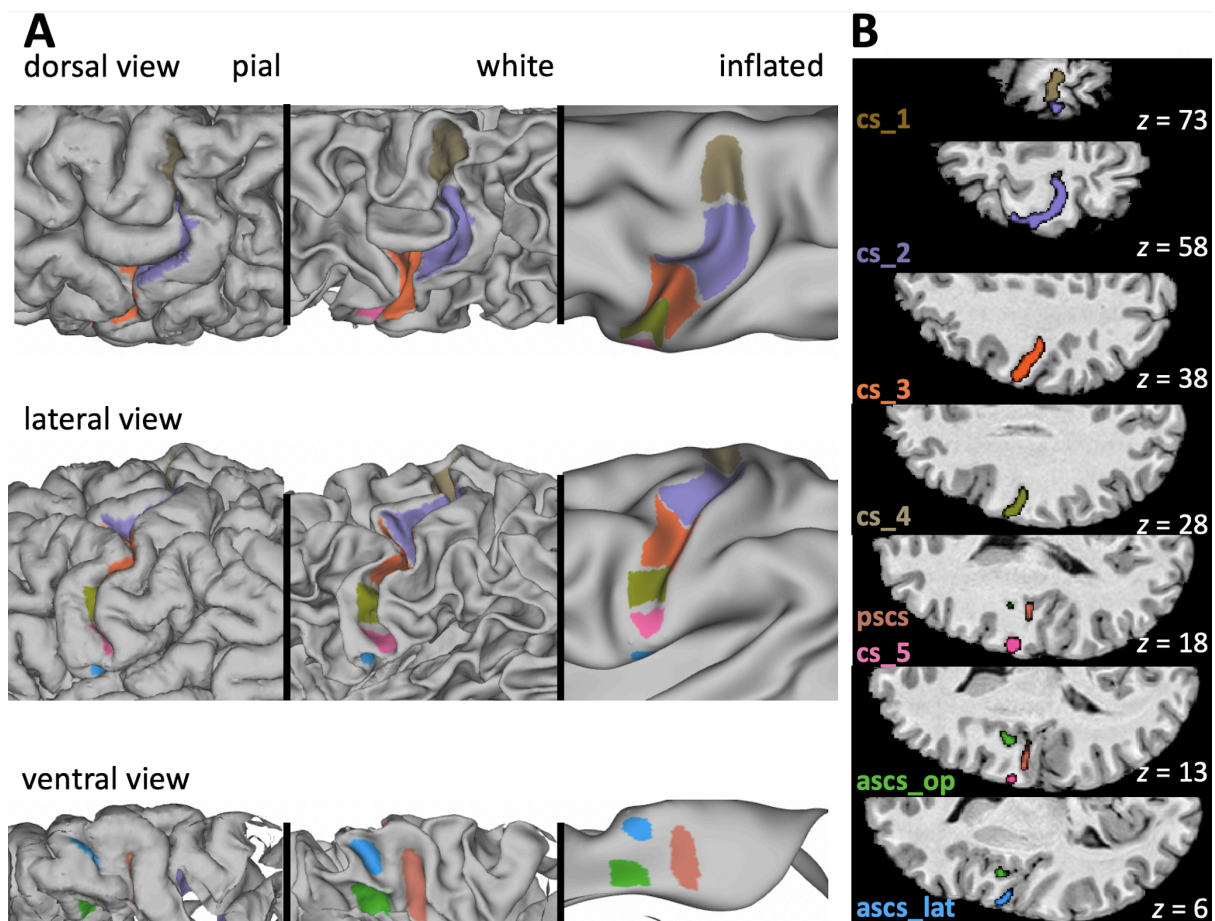 A
dorsal view pial white inflated
lateral view
ventral view
B
cs_1 z = 73
cs_2 z = 58
cs_3 z = 38
cs_4 z = 28
pscs
cs_5 z = 18
ascs_op z = 13
ascs_lat z = 6